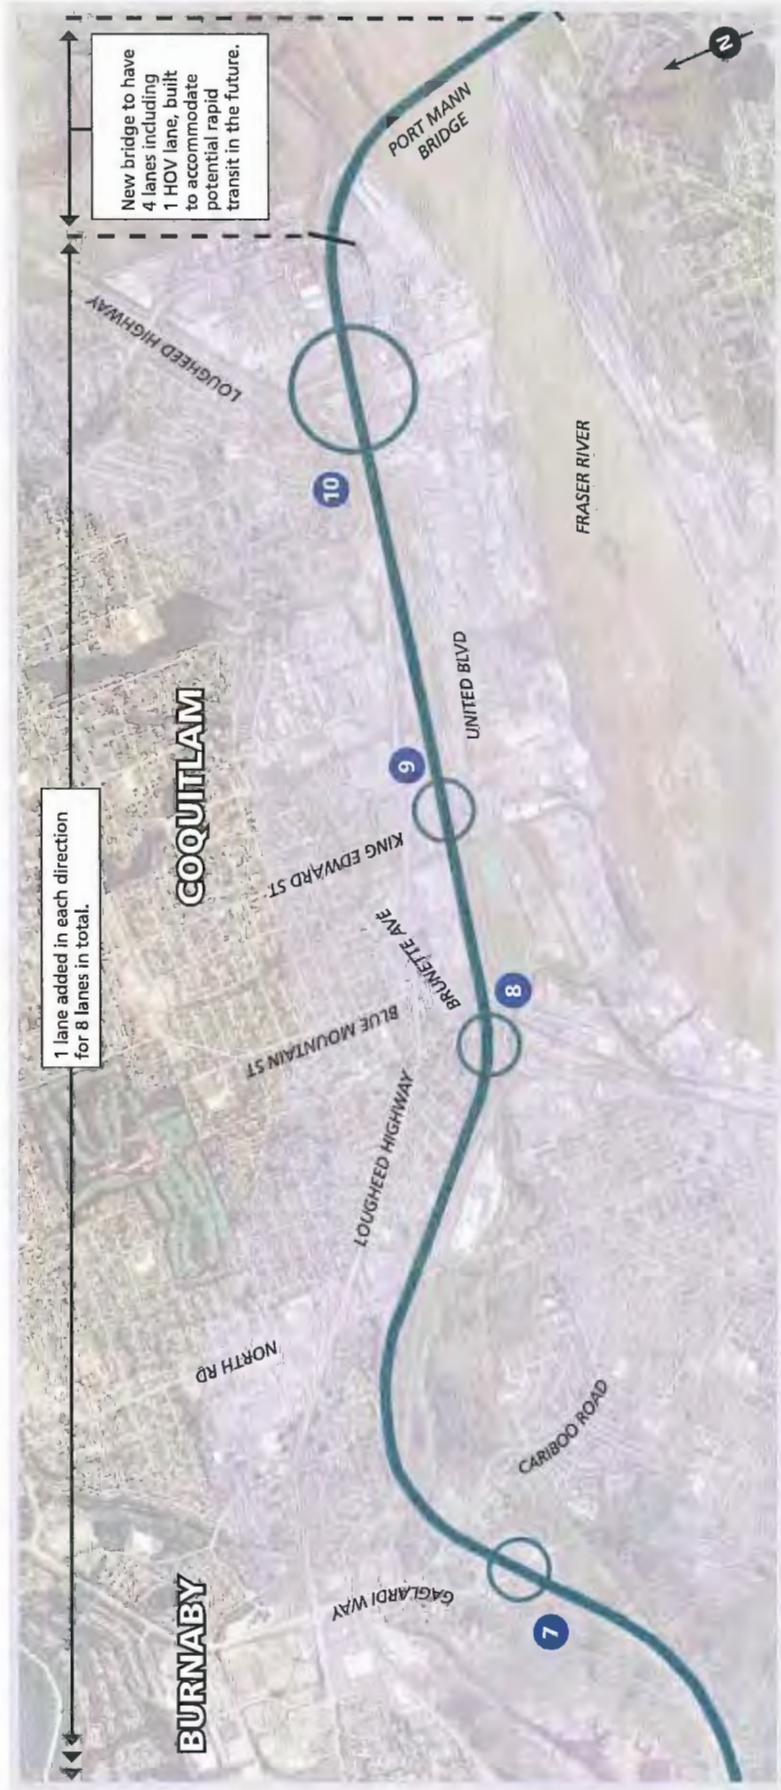 1 lane added in each direction
for 8 lanes in total.
New bridge to have
4 lanes including
1 HOV lane, built
to accommodate
potential rapid
transit in the future.
N
BURNABY
COQUITLAM
LOUGHEED HIGHWAY
PORT MANN
BRIDGE
10
FRASER RIVER
UNITED BLVD
9
KING EDWARD ST
BRUNETTE AVE
8
BLUE MOUNTAIN ST
LOUGHEED HIGHWAY
NORTH RD
CARIBOO ROAD
GAGLARDI WAY
7